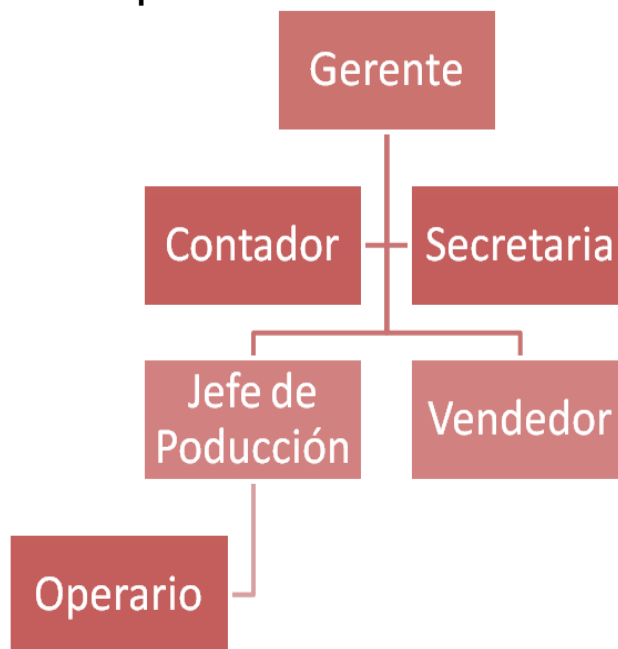 Gerente
Contador
Secretaria
Jefe de
Poducción
Vendedor
Operario